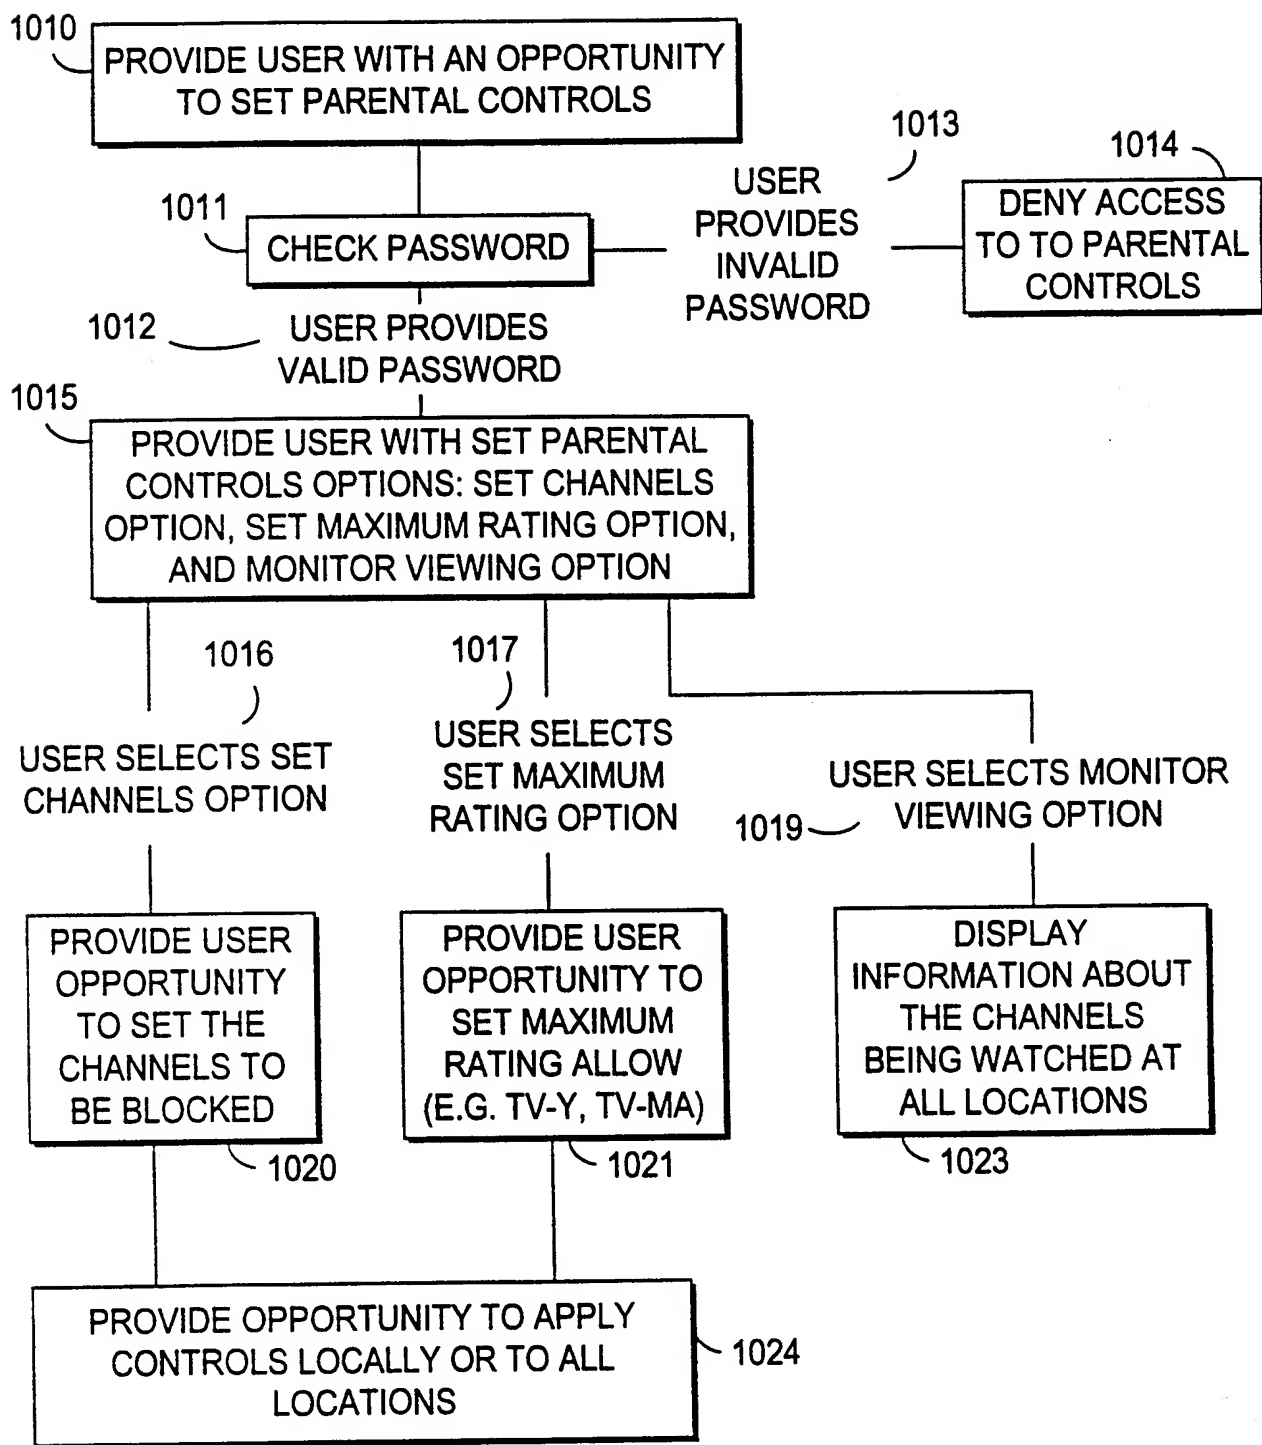 1010
PROVIDE USER WITH AN OPPORTUNITY
TO SET PARENTAL CONTROLS
1011
CHECK PASSWORD
1013
USER
PROVIDES
INVALID
PASSWORD
1014
DENY ACCESS
TO TO PARENTAL
CONTROLS
1012
USER PROVIDES
VALID PASSWORD
1015
PROVIDE USER WITH SET PARENTAL
CONTROLS OPTIONS: SET CHANNELS
OPTION, SET MAXIMUM RATING OPTION,
AND MONITOR VIEWING OPTION
1016
USER SELECTS SET
CHANNELS OPTION
1017
USER SELECTS
SET MAXIMUM
RATING OPTION
USER SELECTS MONITOR
VIEWING OPTION
1019
PROVIDE USER
OPPORTUNITY
TO SET THE
CHANNELS TO
BE BLOCKED
1020
PROVIDE USER
OPPORTUNITY TO
SET MAXIMUM
RATING ALLOW
(E.G. TV-Y, TV-MA)
1021
DISPLAY
INFORMATION ABOUT
THE CHANNELS
BEING WATCHED AT
ALL LOCATIONS
1023
PROVIDE OPPORTUNITY TO APPLY
CONTROLS LOCALLY OR TO ALL
LOCATIONS
1024